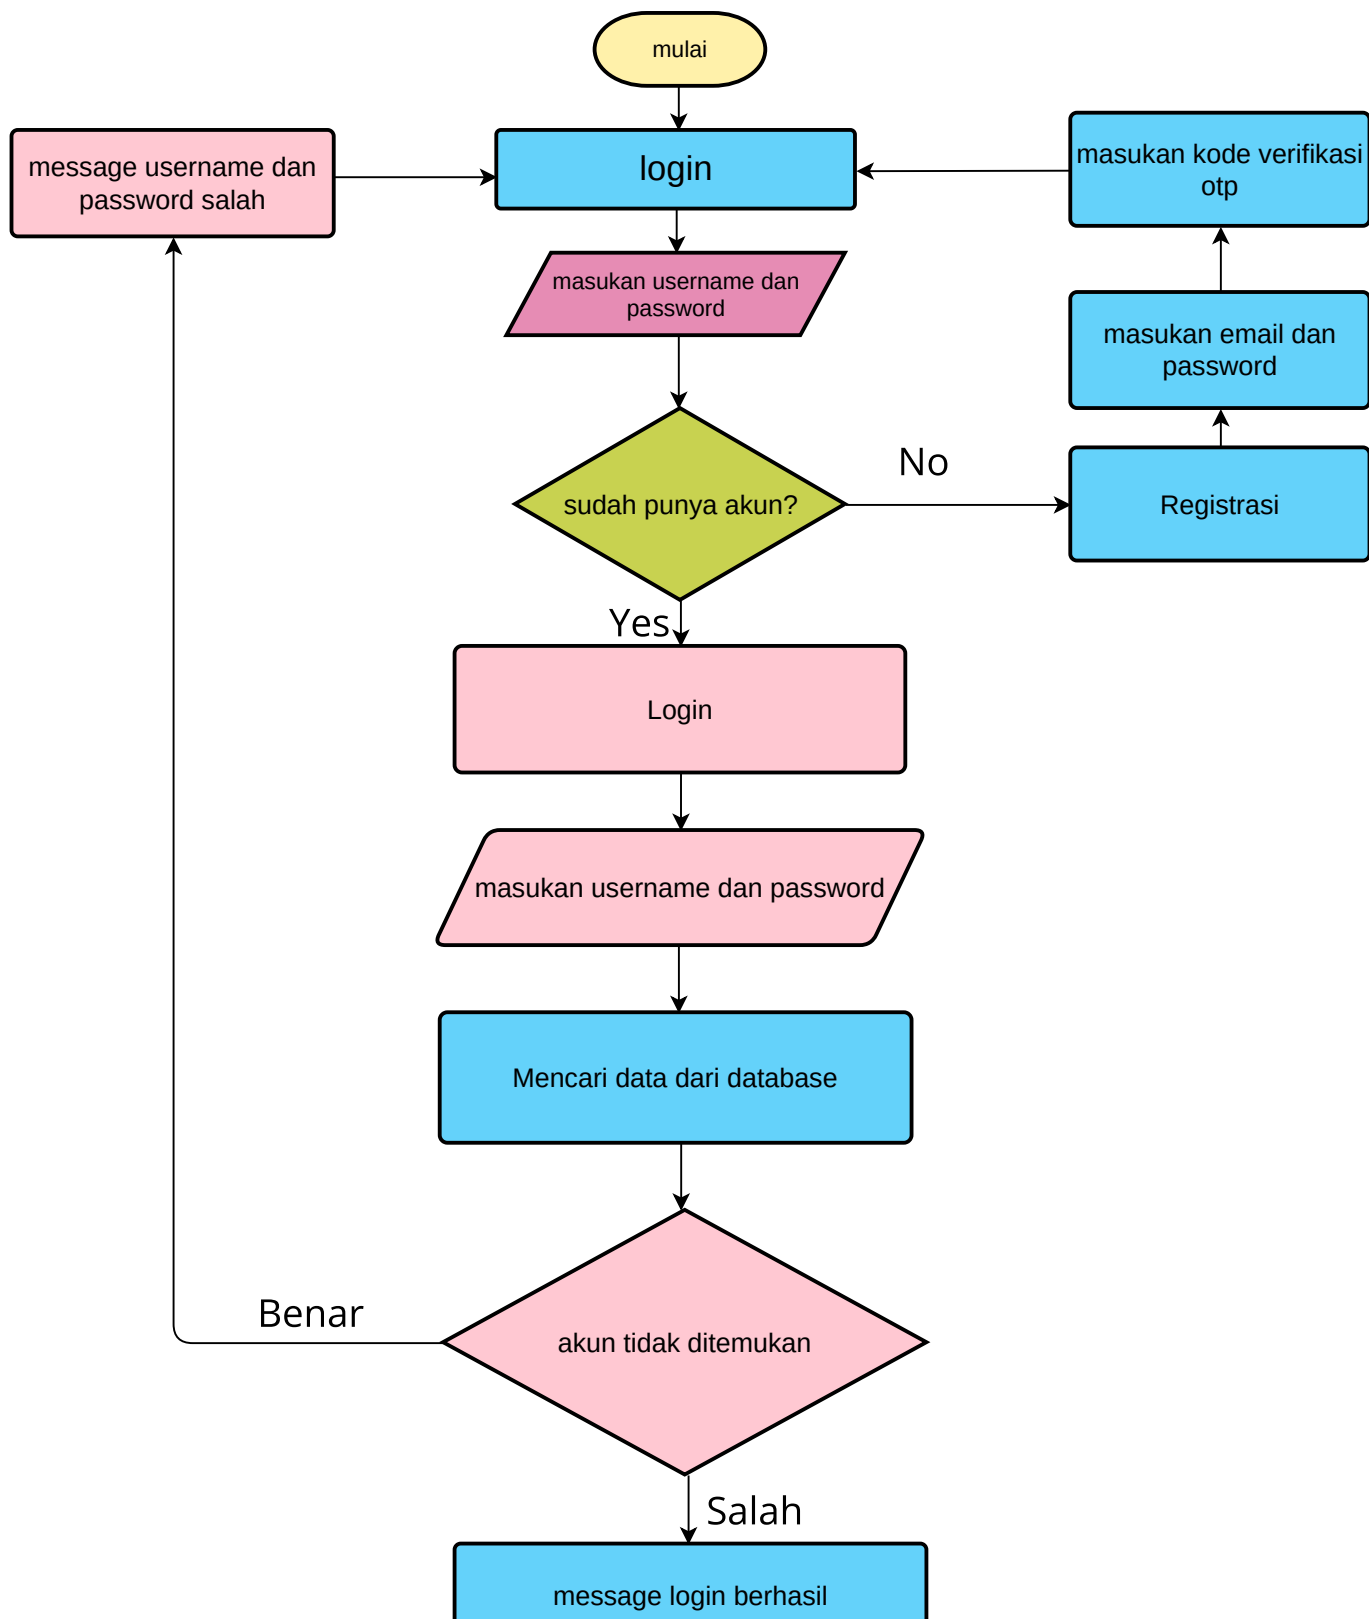 mulai
message username dan
password salah
login
masukan kode verifikasi
otp
masukan username dan
password
masukan email dan
password
sudah punya akun?
No
Registrasi
Yes
Login
masukan username dan password
Mencari data dari database
Benar
akun tidak ditemukan
Salah
message login berhasil